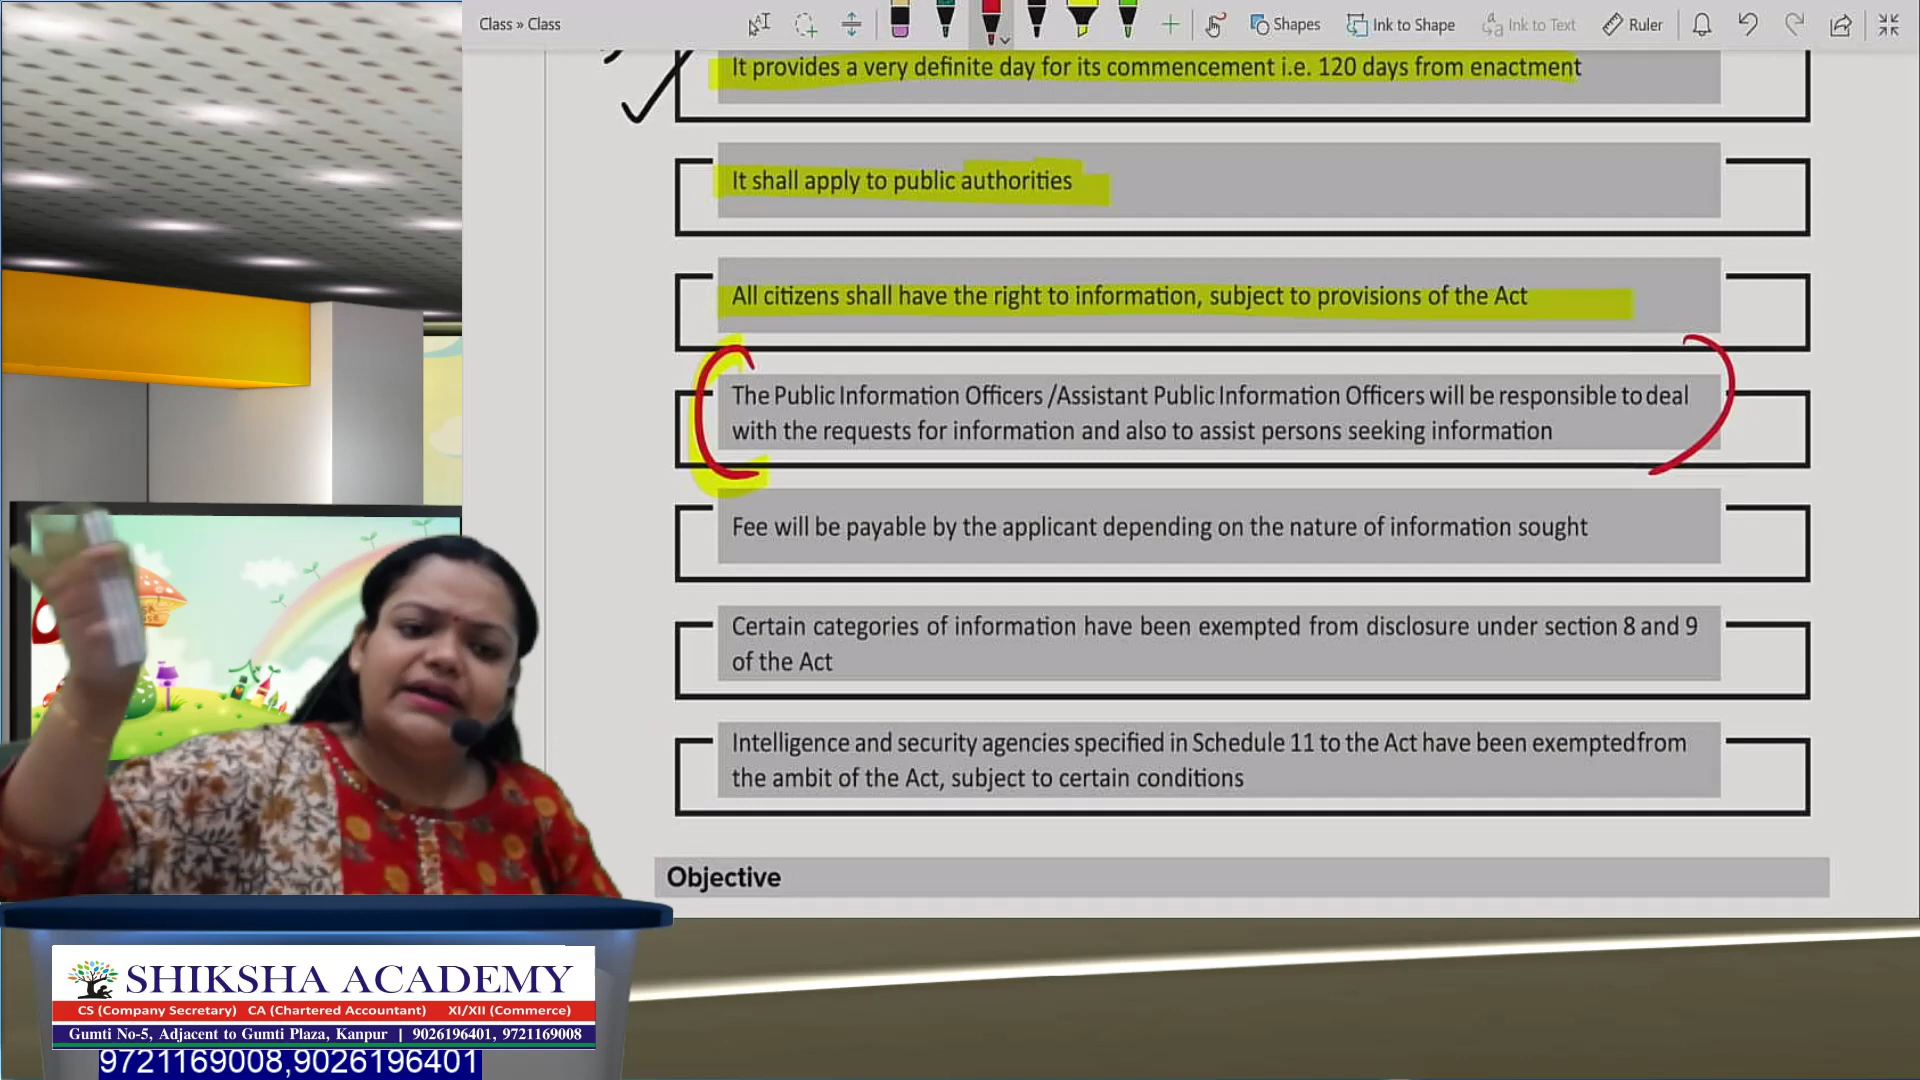 Class » Class
Shapes
Ink to Shape
Ink to Text
Ruler
It provides a very definite day for its commencement i.e. 120 days from enactment
It shall apply to public authorities
All citizens shall have the right to information, subject to provisions of the Act
The Public Information Officers /Assistant Public Information Officers will be responsible to deal
with the requests for information and also to assist persons seeking information
Fee will be payable by the applicant depending on the nature of information sought
Certain categories of information have been exempted from disclosure under section 8 and 9
of the Act
Intelligence and security agencies specified in Schedule 11 to the Act have been exempted from
the ambit of the Act, subject to certain conditions
Objective
SHIKSHA ACADEMY
CS (Company Secretary) CA (Chartered Accountant) XI/XII (Commerce)
Gumti No-5, Adjacent to Gumti Plaza, Kanpur | 9026196401, 9721169008
9721169008,9026196401